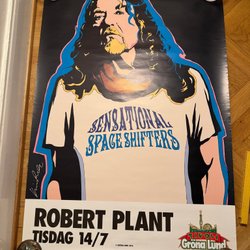 SENSATIONAL
SPACE SHIFTERS
ROBERT PLANT
TISDAG 14/7
Gröna Lund